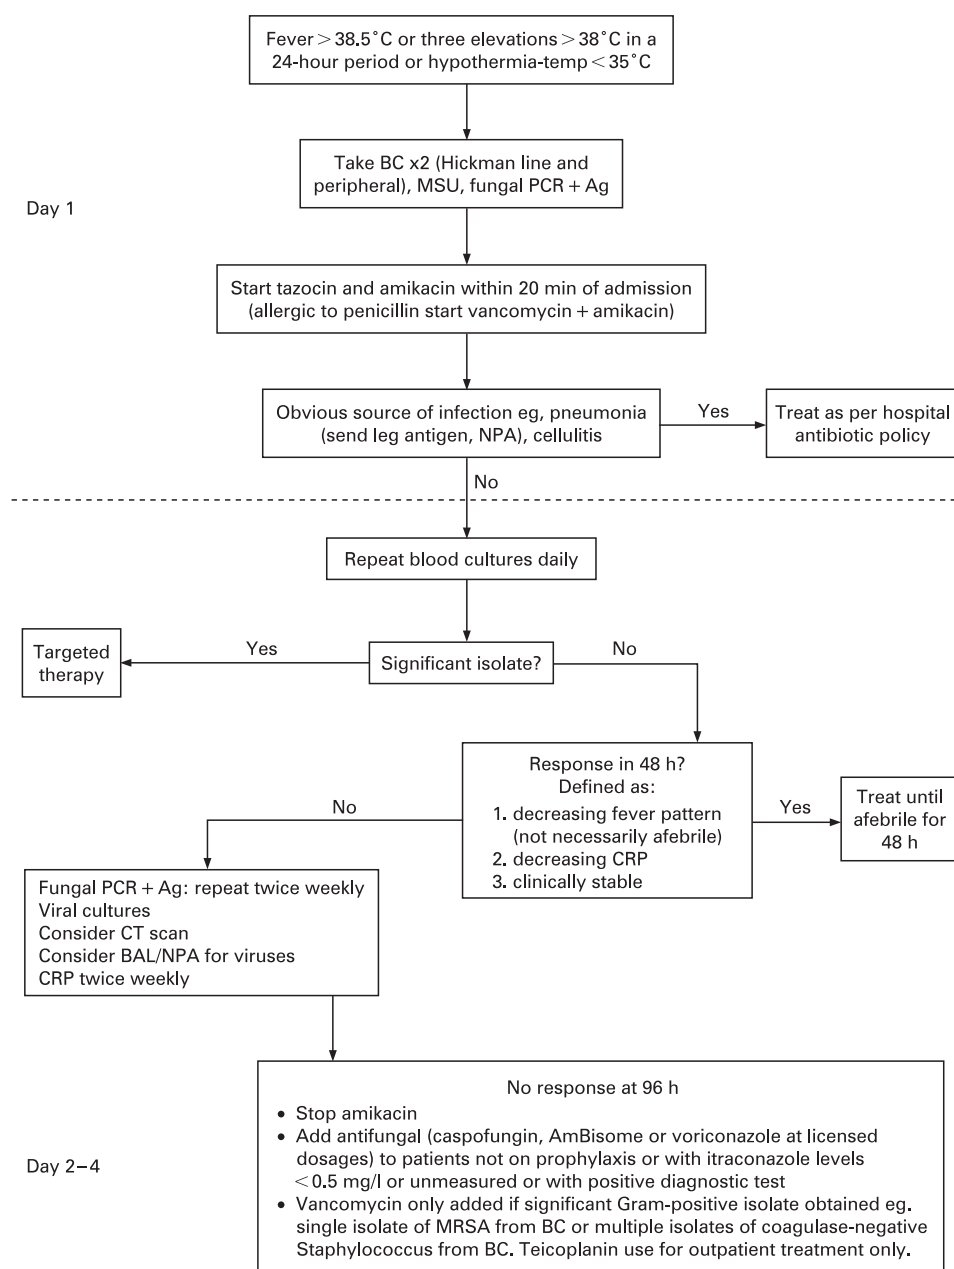 Fever > 38.5˚C or three elevations > 38˚C in a
24-hour period or hypothermia-temp < 35˚C
Take BC x2 (Hickman line and
peripheral), MSU, fungal PCR + Ag
Day 1
Start tazocin and amikacin within 20 min of admission
(allergic to penicillin start vancomycin + amikacin)
Obvious source of infection eg, pneumonia
(send leg antigen, NPA), cellulitis
Yes
Treat as per hospital
antibiotic policy
No
Repeat blood cultures daily
Significant isolate?
Yes
Targeted
therapy
No
Response in 48 h?
Defined as:
1. decreasing fever pattern
(not necessarily afebrile)
2. decreasing CRP
3. clinically stable
Yes
Treat until
afebrile for
48 h
No
Fungal PCR + Ag: repeat twice weekly
Viral cultures
Consider CT scan
Consider BAL/NPA for viruses
CRP twice weekly
Day 2–4
No response at 96 h
• Stop amikacin
• Add antifungal (caspofungin, AmBisome or voriconazole at licensed
dosages) to patients not on prophylaxis or with itraconazole levels
< 0.5 mg/l or unmeasured or with positive diagnostic test
• Vancomycin only added if significant Gram-positive isolate obtained eg.
single isolate of MRSA from BC or multiple isolates of coagulase-negative
Staphylococcus from BC. Teicoplanin use for outpatient treatment only.